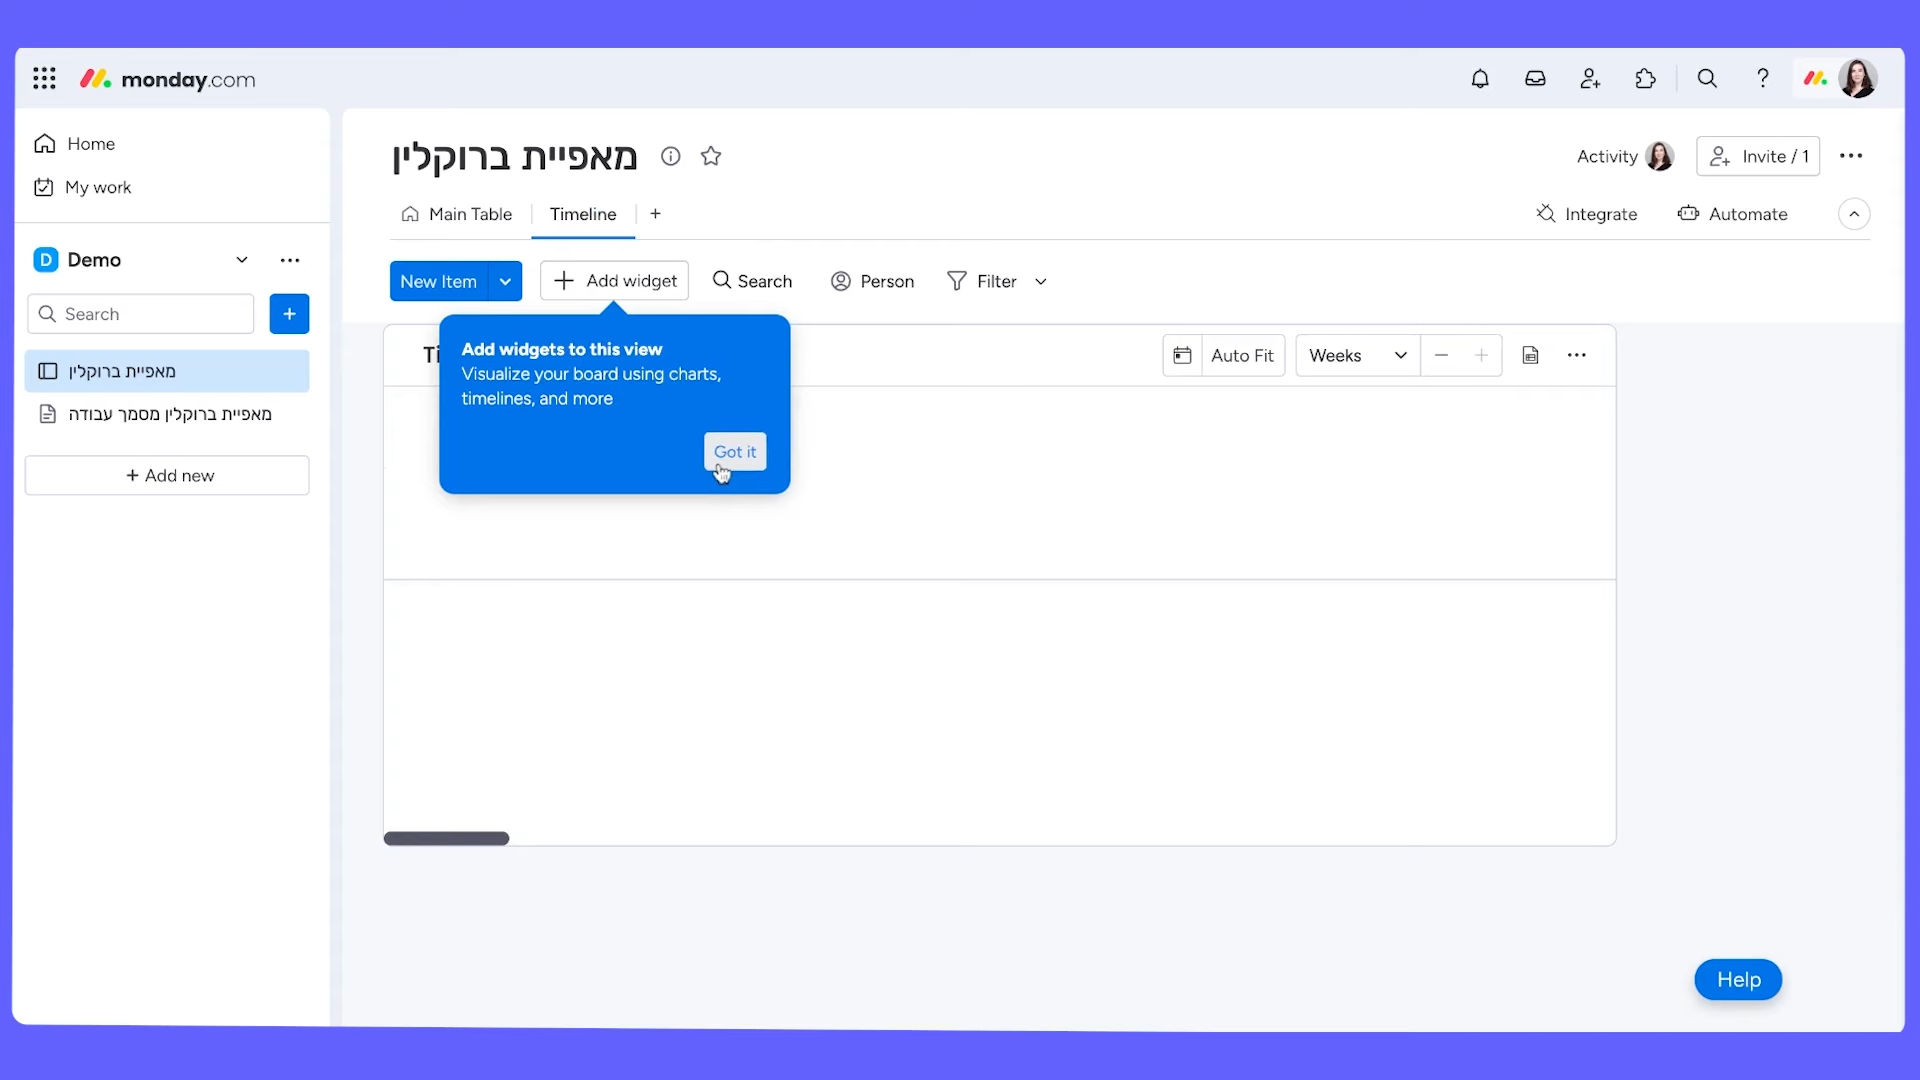 monday.com
Home
My work
D Demo
Search
מאפיית ברוקלין
מאפיית ברוקלין מסמך עבודה
+ Add new
מאפיית ברוקלין
Activity
Invite / 1
Main Table
Timeline
+
Integrate
Automate
New Item
Add widget
Search
Person
Filter
Ti
Auto Fit
Weeks
Add widgets to this view
Visualize your board using charts,
timelines, and more
Got it
Help